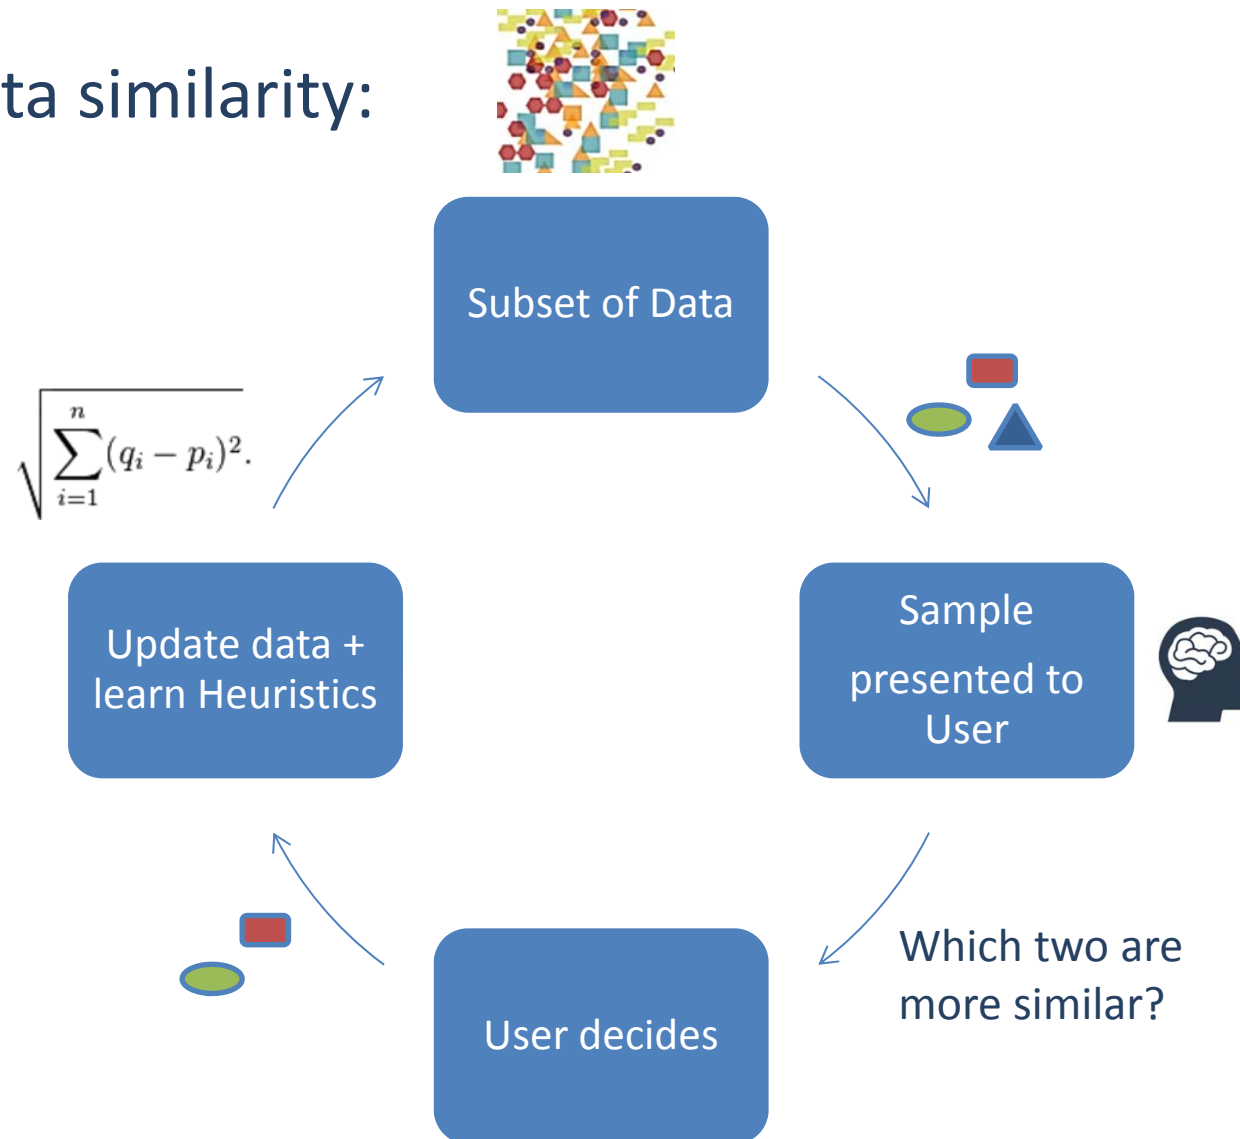 ta similarity:
Subset of Data
$\sqrt{\sum_{i=1}^{n}(q_i - p_i)^2}.$
Update data +
learn Heuristics
Sample
presented to
User
Which two are
more similar?
User decides